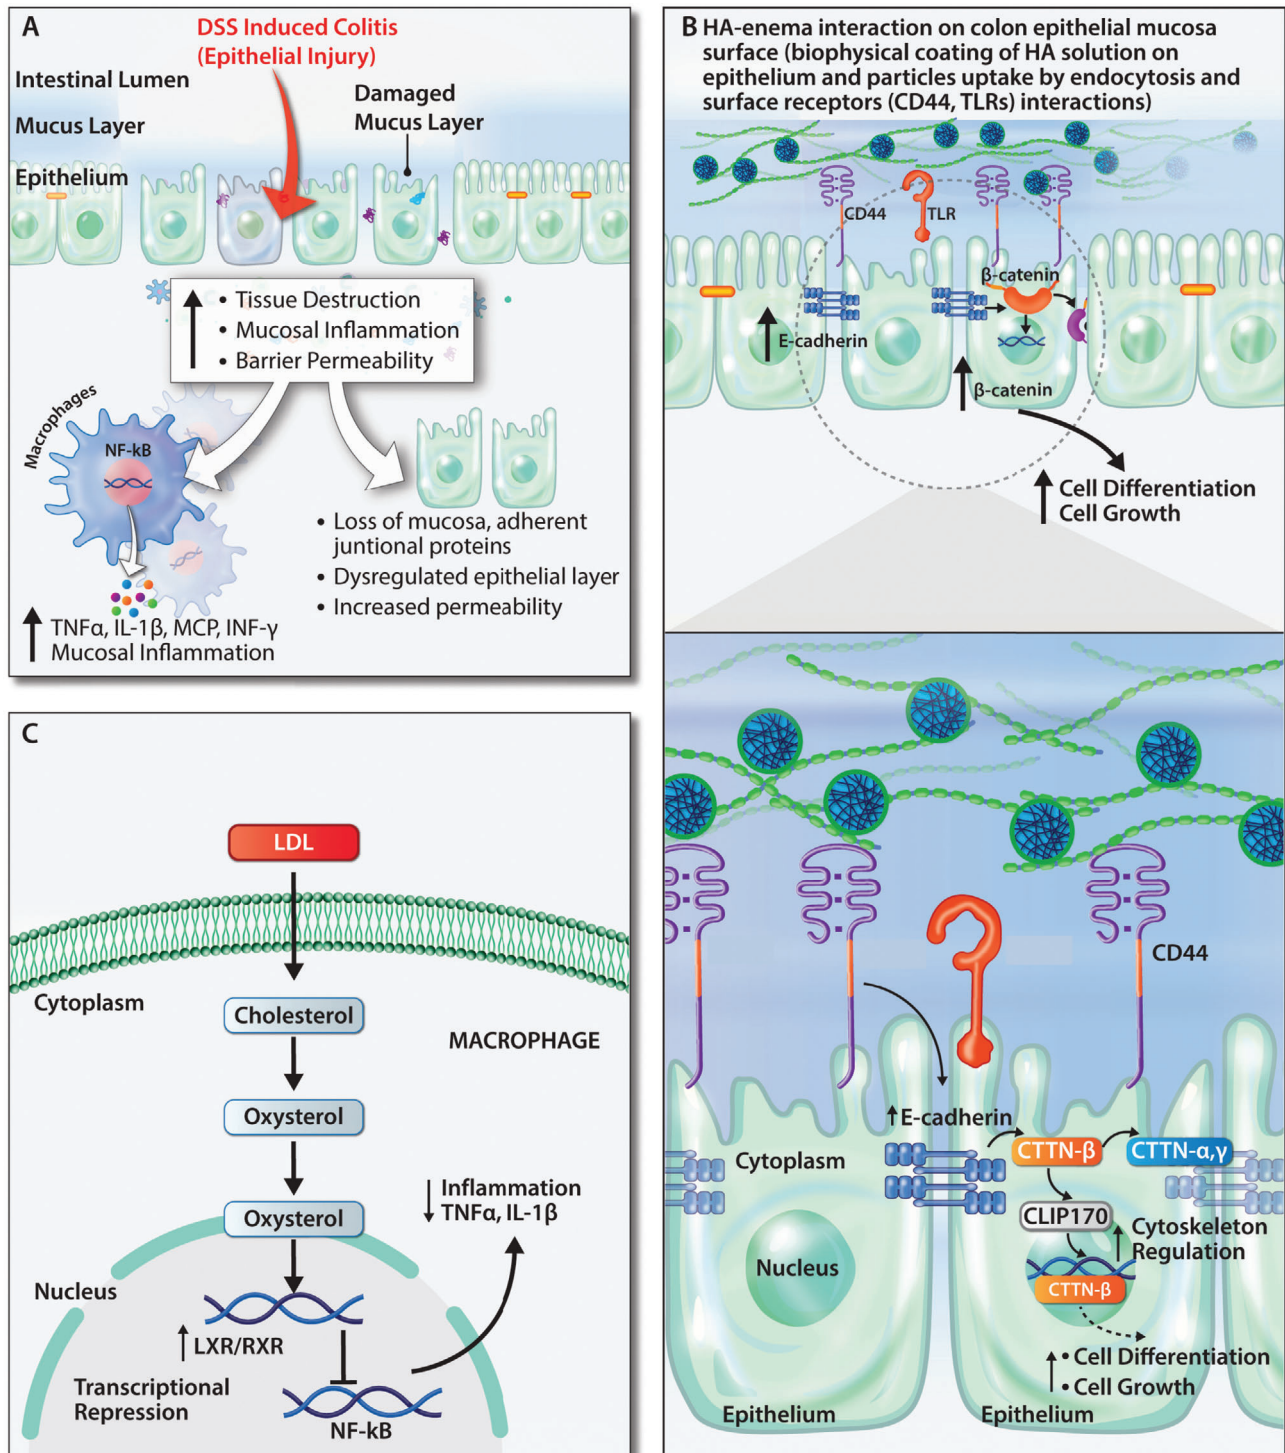 A
DSS Induced Colitis
(Epithelial Injury)
Intestinal Lumen
Damaged
Mucus Layer
Mucus Layer
Epithelium
• Tissue Destruction
• Mucosal Inflammation
• Barrier Permeability
Macrophages
NF-kB
• Loss of mucosa, adherent
juntional proteins
• Dysregulated epithelial layer
• Increased permeability
TNFα, IL-1β, MCP, INF-γ
Mucosal Inflammation
B HA-enema interaction on colon epithelial mucosa
surface (biophysical coating of HA solution on
epithelium and particles uptake by endocytosis and
surface receptors (CD44, TLRs) interactions)
CD44
TLR
β-catenin
E-cadherin
β-catenin
Cell Differentiation
Cell Growth
CD44
E-cadherin
Cytoplasm
CTTN-β
CTTN-α,γ
CLIP170
Cytoskeleton
Regulation
Nucleus
CTTN-β
• Cell Differentiation
• Cell Growth
Epithelium
Epithelium
C
LDL
Cytoplasm
Cholesterol
MACROPHAGE
Oxysterol
Inflammation
TNFα, IL-1β
Oxysterol
Nucleus
LXR/RXR
Transcriptional
Repression
NF-kB